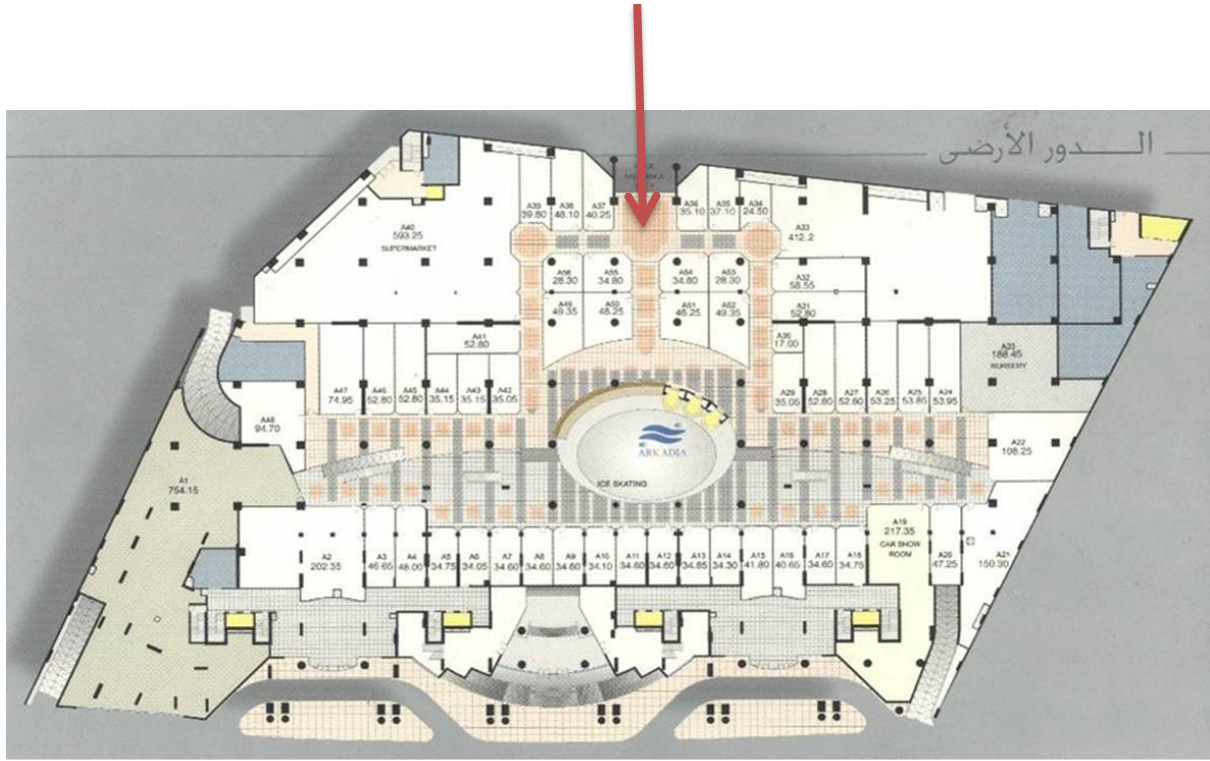 الــدور الأرضى
A39
39.80
A38
48.10
A37
40.25
A36
35.10
A35
37.10
A34
24.50
A40
593.25
SUPERMARKET
A33
412.2
A56
28.30
A55
34.80
A54
34.80
A53
28.30
A32
58.55
A49
49.35
A50
46.25
A51
46.25
A52
49.35
A31
52.80
A41
52.80
A30
17.00
A23
188.45
NURSERY
A47
74.95
A46
52.80
A45
52.80
A44
35.15
A43
35.15
A42
35.05
A29
35.05
A28
52.80
A27
52.80
A26
53.25
A25
53.85
A24
53.95
A48
94.70
ARKADIA
A22
108.25
A1
754.15
ICE SKATING
A2
202.35
A3
46.65
A4
48.00
A5
34.75
A6
34.05
A7
34.60
A8
34.60
A9
34.60
A10
34.10
A11
34.60
A12
34.60
A13
34.85
A14
34.30
A15
41.80
A16
40.65
A17
34.60
A18
34.75
A19
217.35
CAR SHOW
ROOM
A20
47.25
A21
150.30